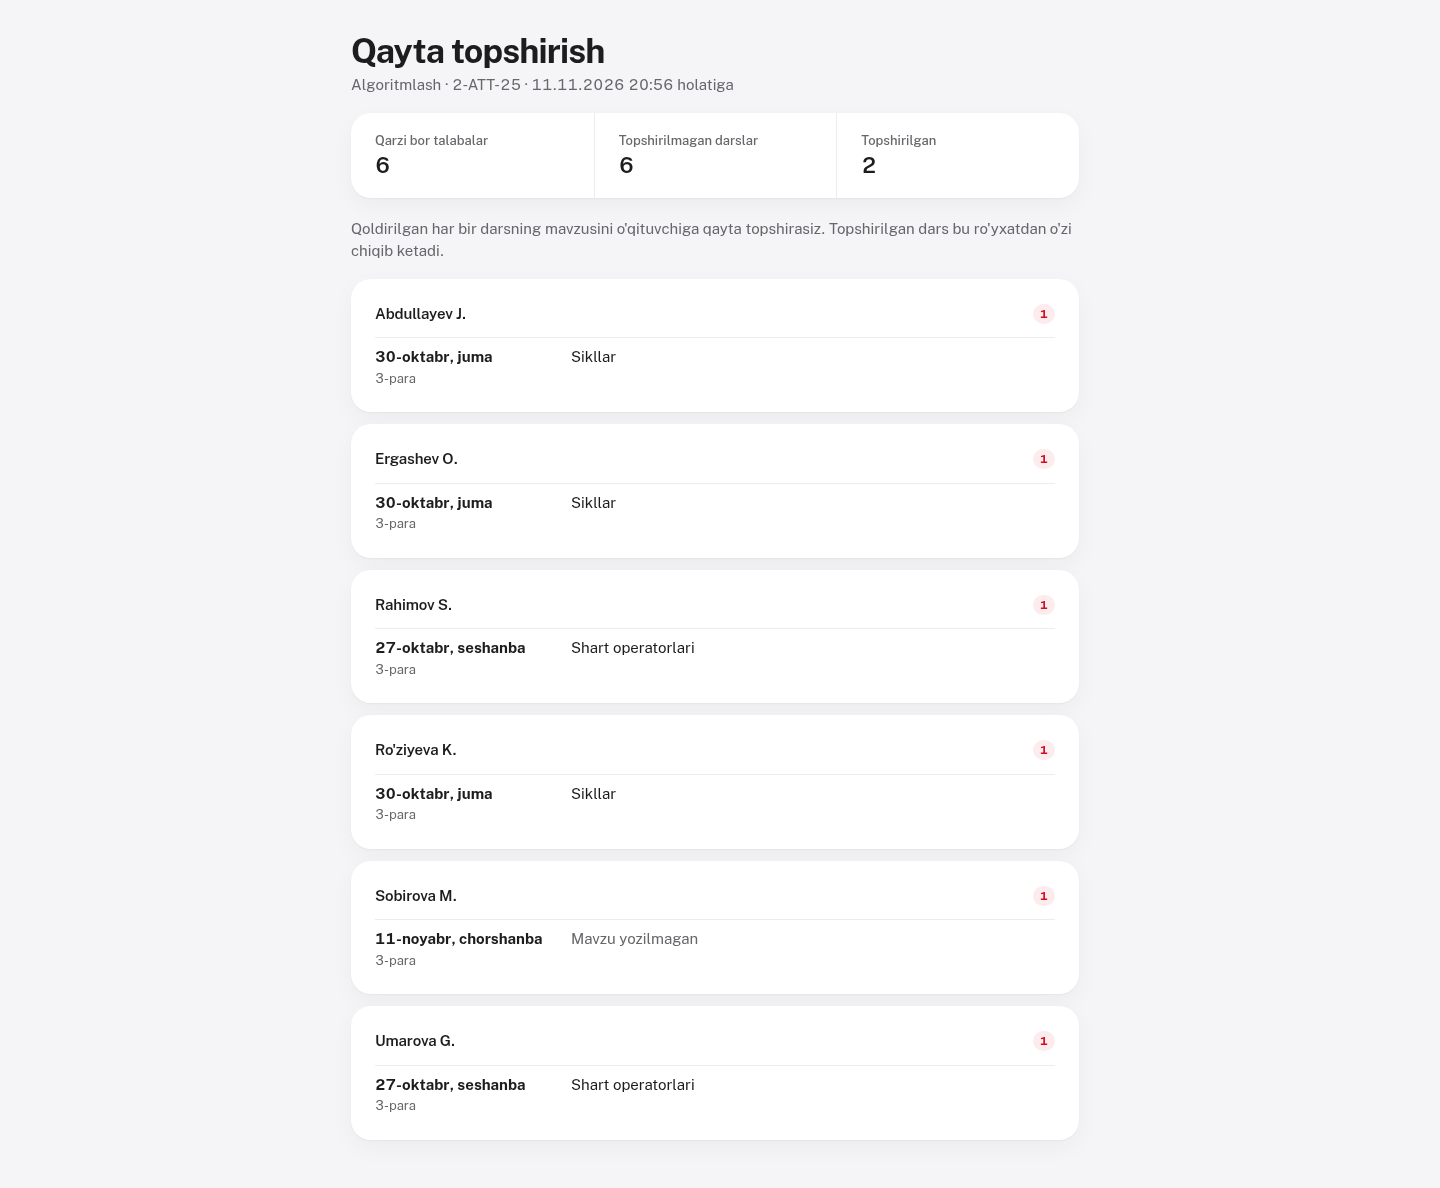 Qayta topshirish
Algoritmlash · 2-ATT-25 · 11.11.2026 20:56 holatiga
Qarzi bor talabalar
6
Topshirilmagan darslar
6
Topshirilgan
2
Qoldirilgan har bir darsning mavzusini o'qituvchiga qayta topshirasiz. Topshirilgan dars bu ro'yxatdan o'zi
chiqib ketadi.
Abdullayev J.
1
30-oktabr, juma
Sikllar
3-para
Ergashev O.
1
30-oktabr, juma
Sikllar
3-para
Rahimov S.
1
27-oktabr, seshanba
Shart operatorlari
3-para
Ro'ziyeva K.
1
30-oktabr, juma
Sikllar
3-para
Sobirova M.
1
11-noyabr, chorshanba
Mavzu yozilmagan
3-para
Umarova G.
1
27-oktabr, seshanba
Shart operatorlari
3-para